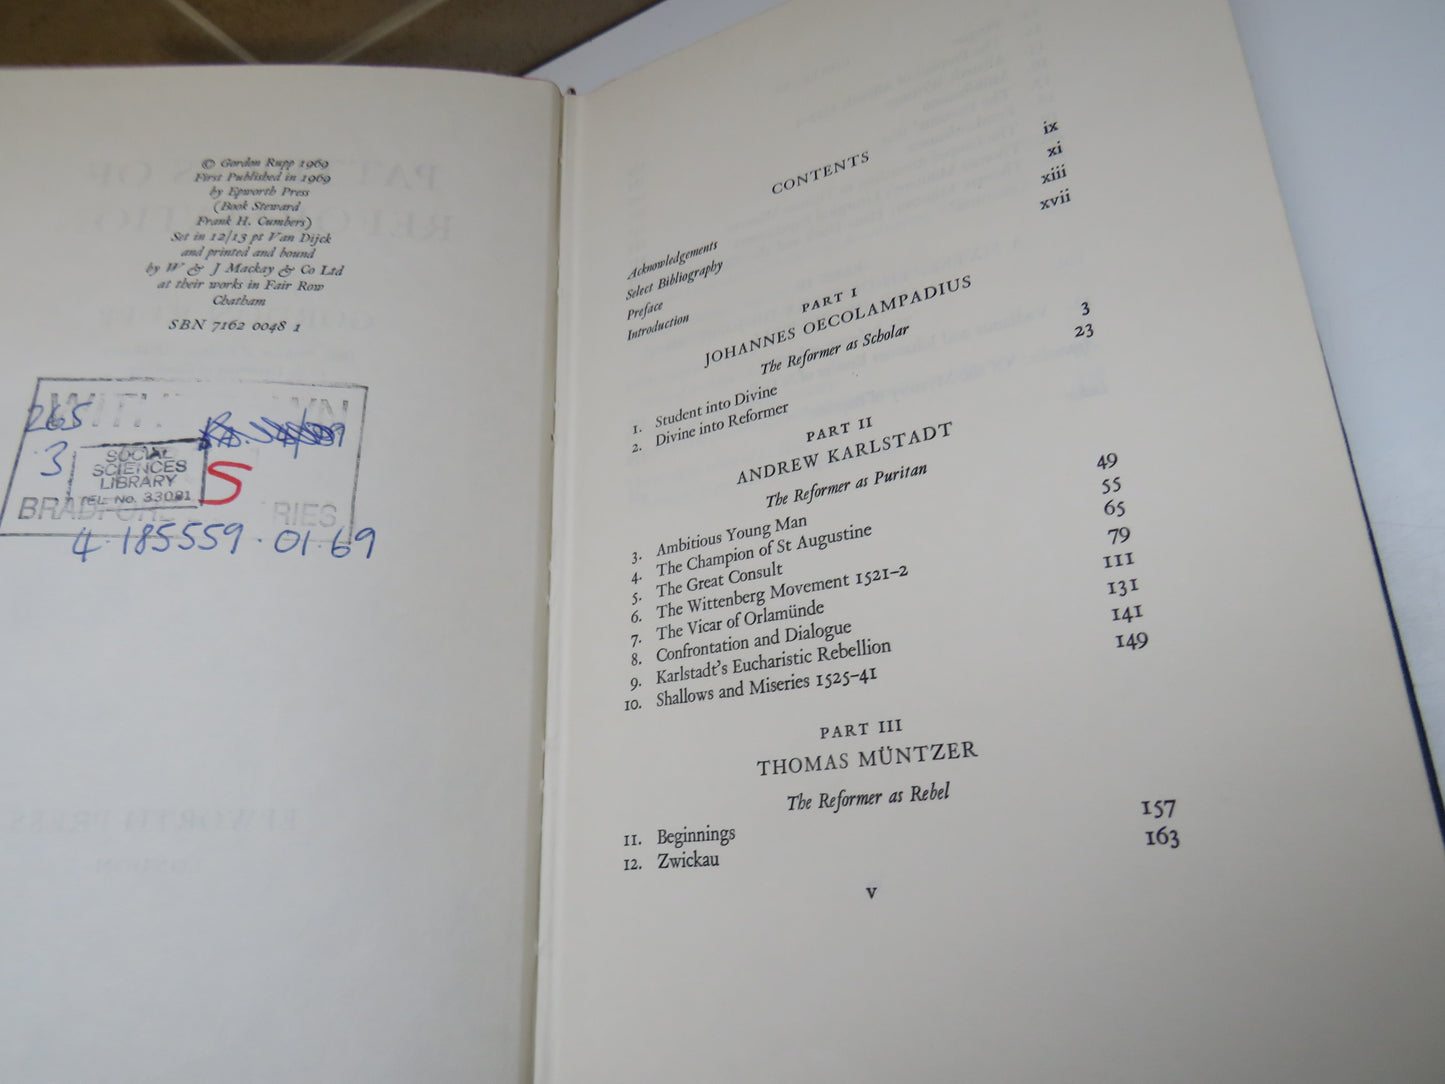 © Gordon Rupp 1969
First Published in 1969
by Epworth Press
(Book Steward
Frank H. Cumbers)
Set in 12/13 pt Van Dijck
and printed and bound
by W & J Mackay & Co Ltd
at their works in Fair Row
Chatham
SBN 7162 0048 1
265
.3
SOCIAL
SCIENCES
LIBRARY
TEL. No. 33081
S
4.185559.01.69
CONTENTS
Acknowledgements ix
Select Bibliography xi
Preface xiii
Introduction xvii
PART I
JOHANNES OECOLAMPADIUS
The Reformer as Scholar
1. Student into Divine 3
2. Divine into Reformer 23
PART II
ANDREW KARLSTADT
The Reformer as Puritan
3. Ambitious Young Man 49
4. The Champion of St Augustine 55
5. The Great Consult 65
6. The Wittenberg Movement 1521–2 79
7. The Vicar of Orlamünde 111
8. Confrontation and Dialogue 131
9. Karlstadt's Eucharistic Rebellion 141
10. Shallows and Miseries 1525–41 149
PART III
THOMAS MÜNTZER
The Reformer as Rebel
11. Beginnings 157
12. Zwickau 163
v